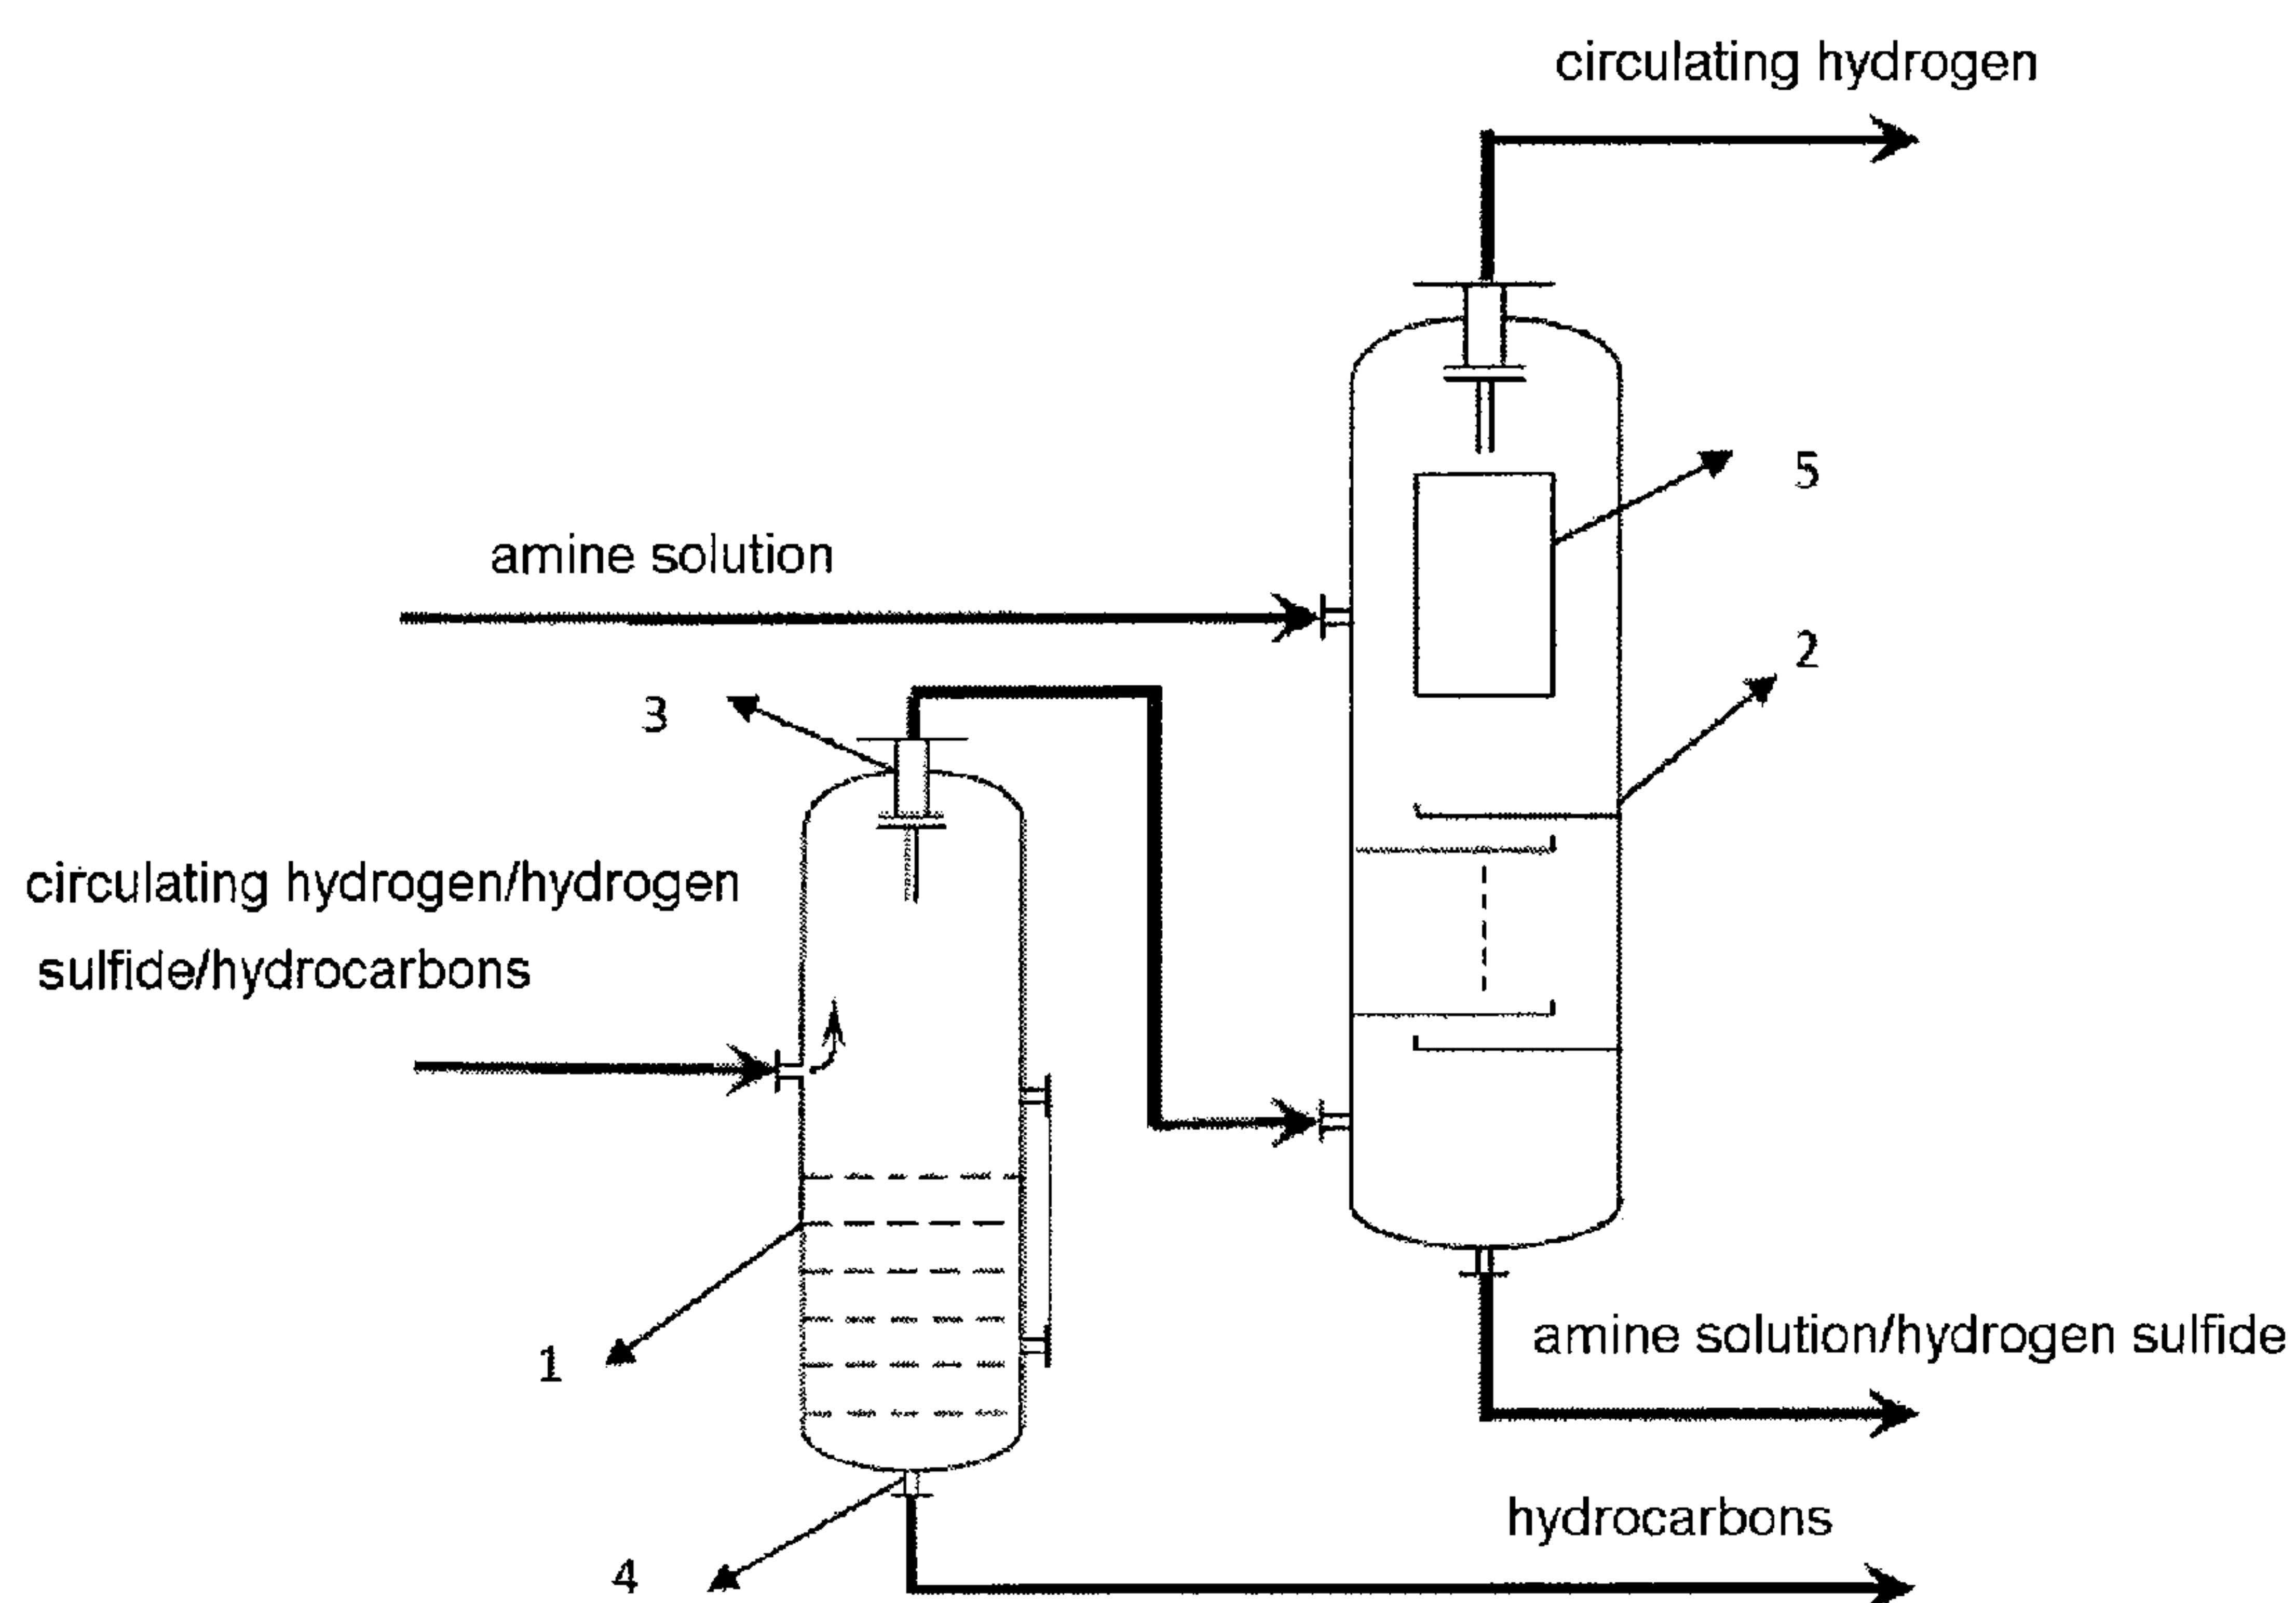 circulating hydrogen
5
amine solution
2
3
circulating hydrogen/hydrogen
sulfide/hydrocarbons
amine solution/hydrogen sulfide
1
hydrocarbons
4